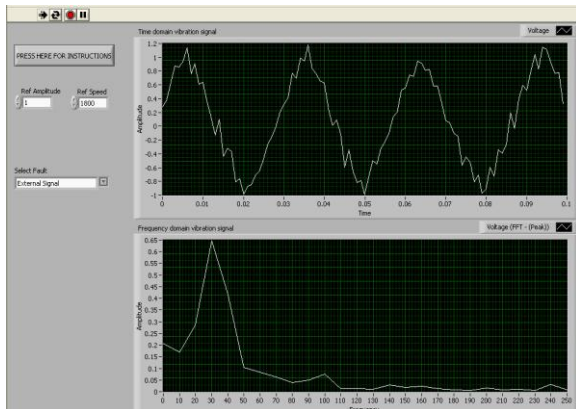 Time domain vibration signal
Voltage
PRESS HERE FOR INSTRUCTIONS
Ref Amplitude
Ref Speed
1
1800
Select Fault
External Signal
1.2
1
0.8
0.6
0.4
0.2
0
-0.2
-0.4
-0.6
-0.8
-1
Amplitude
0 0.01 0.02 0.03 0.04 0.05 0.06 0.07 0.08 0.09 0.1
Time
Frequency domain vibration signal
Voltage (FFT - (Peak))
0.65
0.6
0.55
0.5
0.45
0.4
0.35
0.3
0.25
0.2
0.15
0.1
0.05
0
Amplitude
0 10 20 30 40 50 60 70 80 90 100 110 120 130 140 150 160 170 180 190 200 210 220 230 240 250